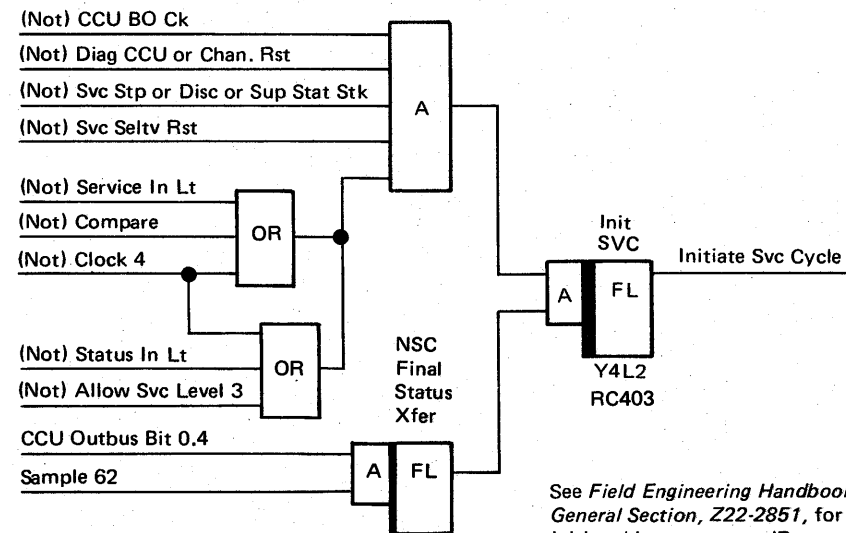 (Not) CCU BO Ck
(Not) Diag CCU or Chan. Rst
(Not) Svc Stp or Disc or Sup Stat Stk
A
(Not) Svc Seltv Rst
(Not) Service In Lt
(Not) Compare
OR
(Not) Clock 4
Init
SVC
Initiate Svc Cycle
A
FL
(Not) Status In Lt
OR
(Not) Allow Svc Level 3
NSC
Final
Status
Xfer
Y4L2
RC403
CCU Outbus Bit 0.4
Sample 62
A
FL
See Field Engineering Handbook
General Section, Z22-2851, for